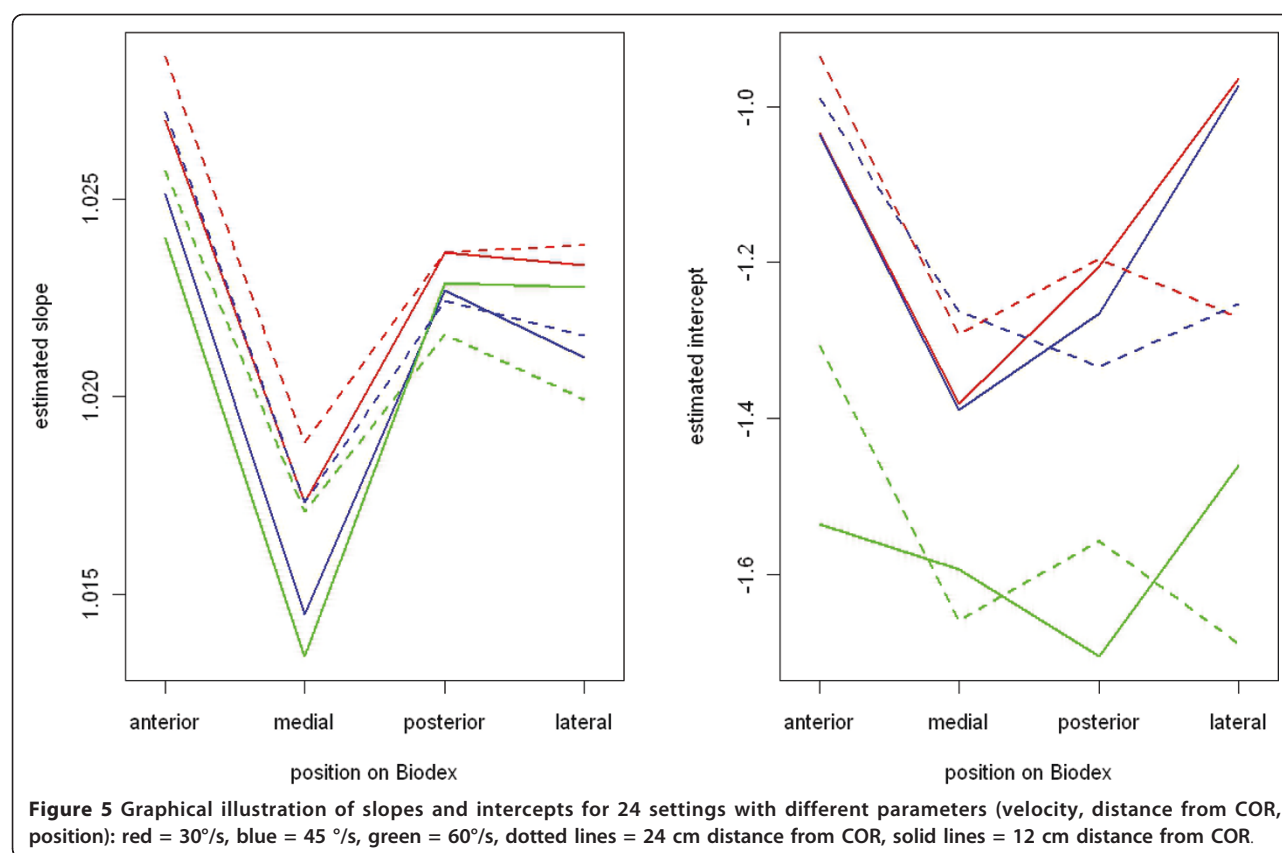 estimated slope
1.025
1.020
1.015
anterior medial posterior lateral
position on Biodex
estimated intercept
-1.0
-1.2
-1.4
-1.6
anterior medial posterior lateral
position on Biodex
Figure 5 Graphical illustration of slopes and intercepts for 24 settings with different parameters (velocity, distance from COR,
position): red = 30°/s, blue = 45 °/s, green = 60°/s, dotted lines = 24 cm distance from COR, solid lines = 12 cm distance from COR.